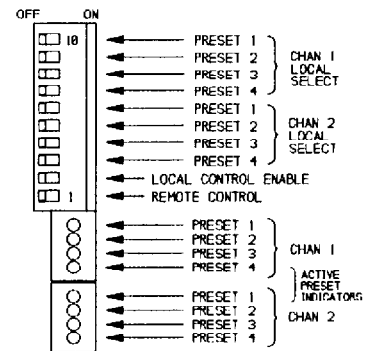 OFF ON
10 PRESET 1
PRESET 2
PRESET 3
PRESET 4
CHAN 1
LOCAL
SELECT
PRESET 1
PRESET 2
PRESET 3
PRESET 4
CHAN 2
LOCAL
SELECT
LOCAL CONTROL ENABLE
1 REMOTE CONTROL
PRESET 1
PRESET 2
PRESET 3
PRESET 4
CHAN 1
ACTIVE
PRESET
INDICATORS
PRESET 1
PRESET 2
PRESET 3
PRESET 4
CHAN 2